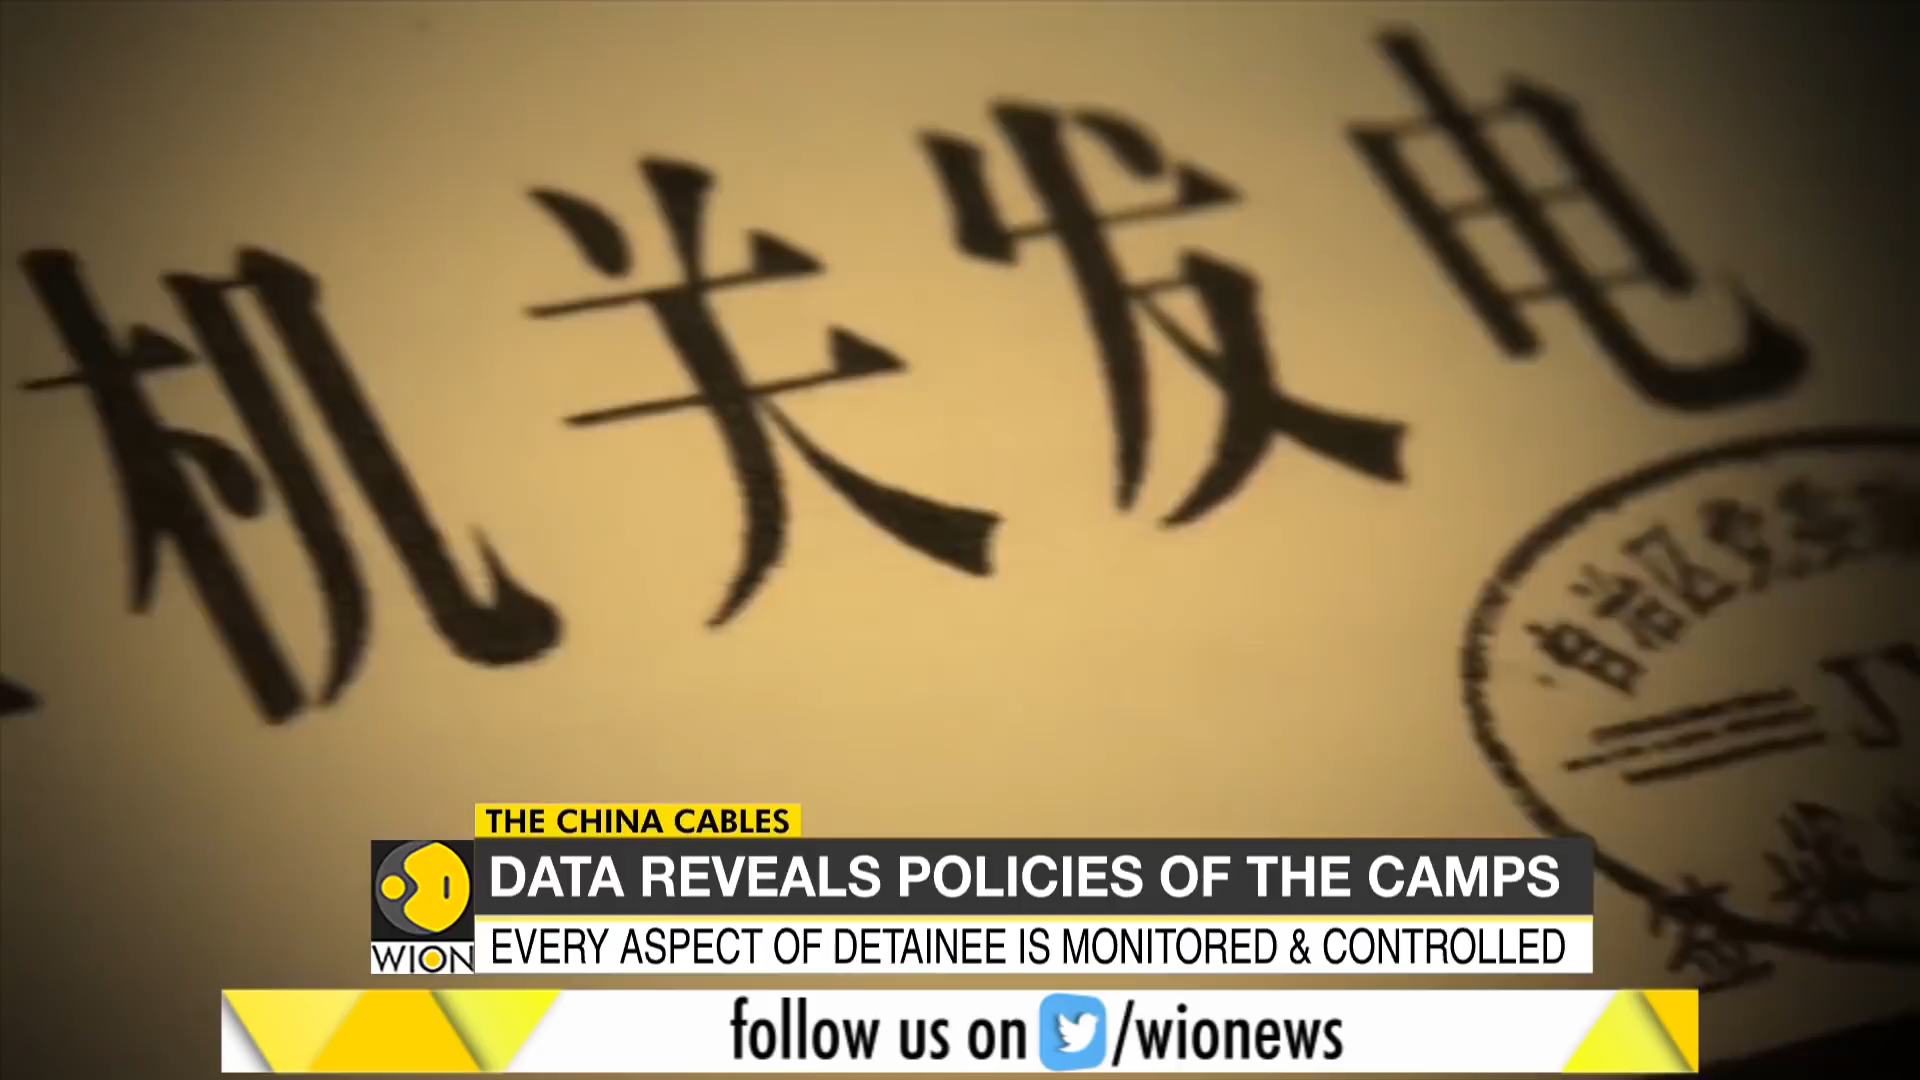 机关发电
THE CHINA CABLES
DATA REVEALS POLICIES OF THE CAMPS
EVERY ASPECT OF DETAINEE IS MONITORED & CONTROLLED
WION
follow us on /wionews